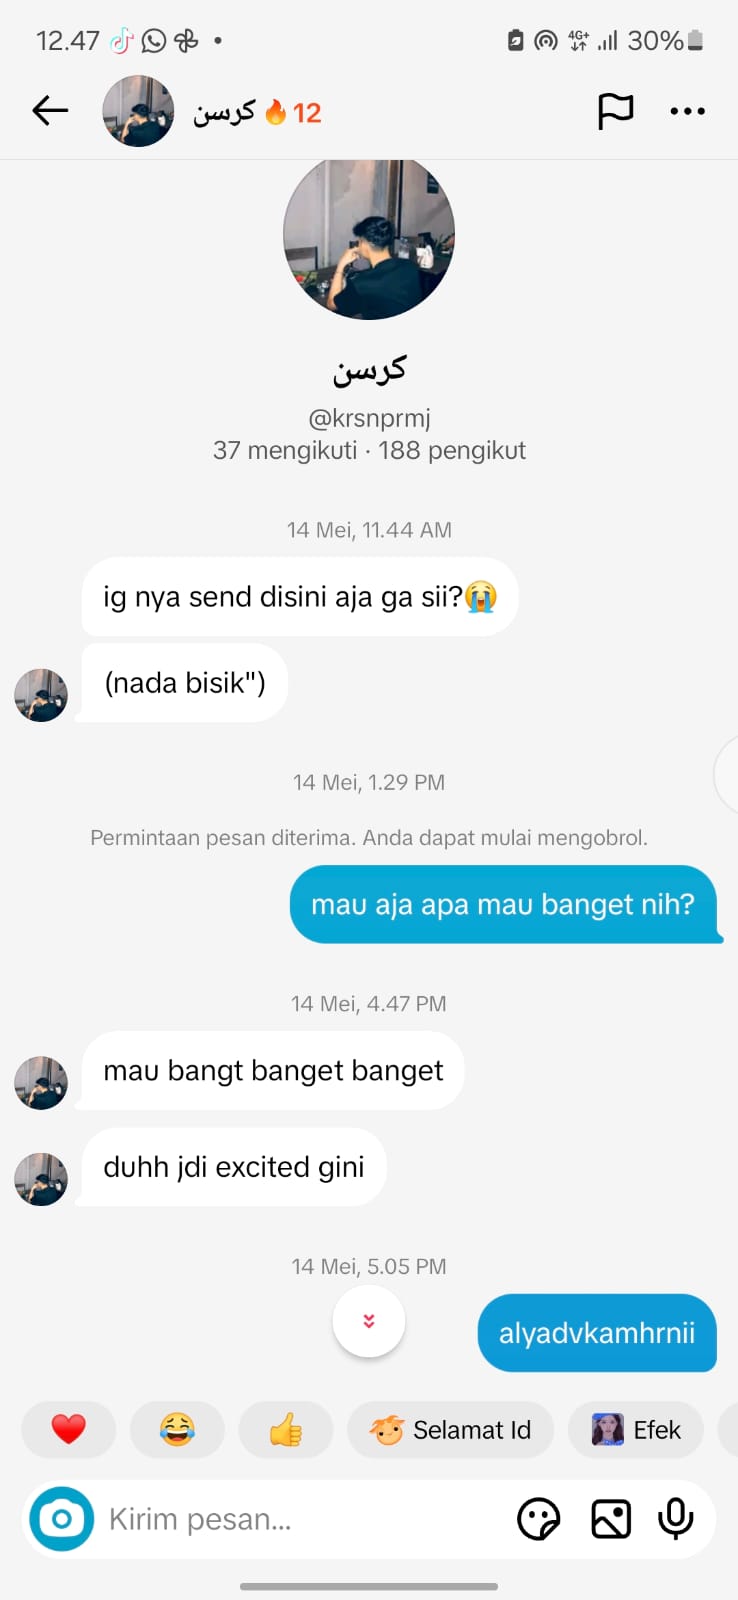 12.47
4G+
30%
كرسن 🔥 12
كرسن
@krsnprmj
37 mengikuti · 188 pengikut
14 Mei, 11.44 AM
ig nya send disini aja ga sii?😭
(nada bisik")
14 Mei, 1.29 PM
Permintaan pesan diterima. Anda dapat mulai mengobrol.
mau aja apa mau banget nih?
14 Mei, 4.47 PM
mau bangt banget banget
duhh jdi excited gini
14 Mei, 5.05 PM
alyadvkamhrnii
Selamat Id
Efek
Kirim pesan...